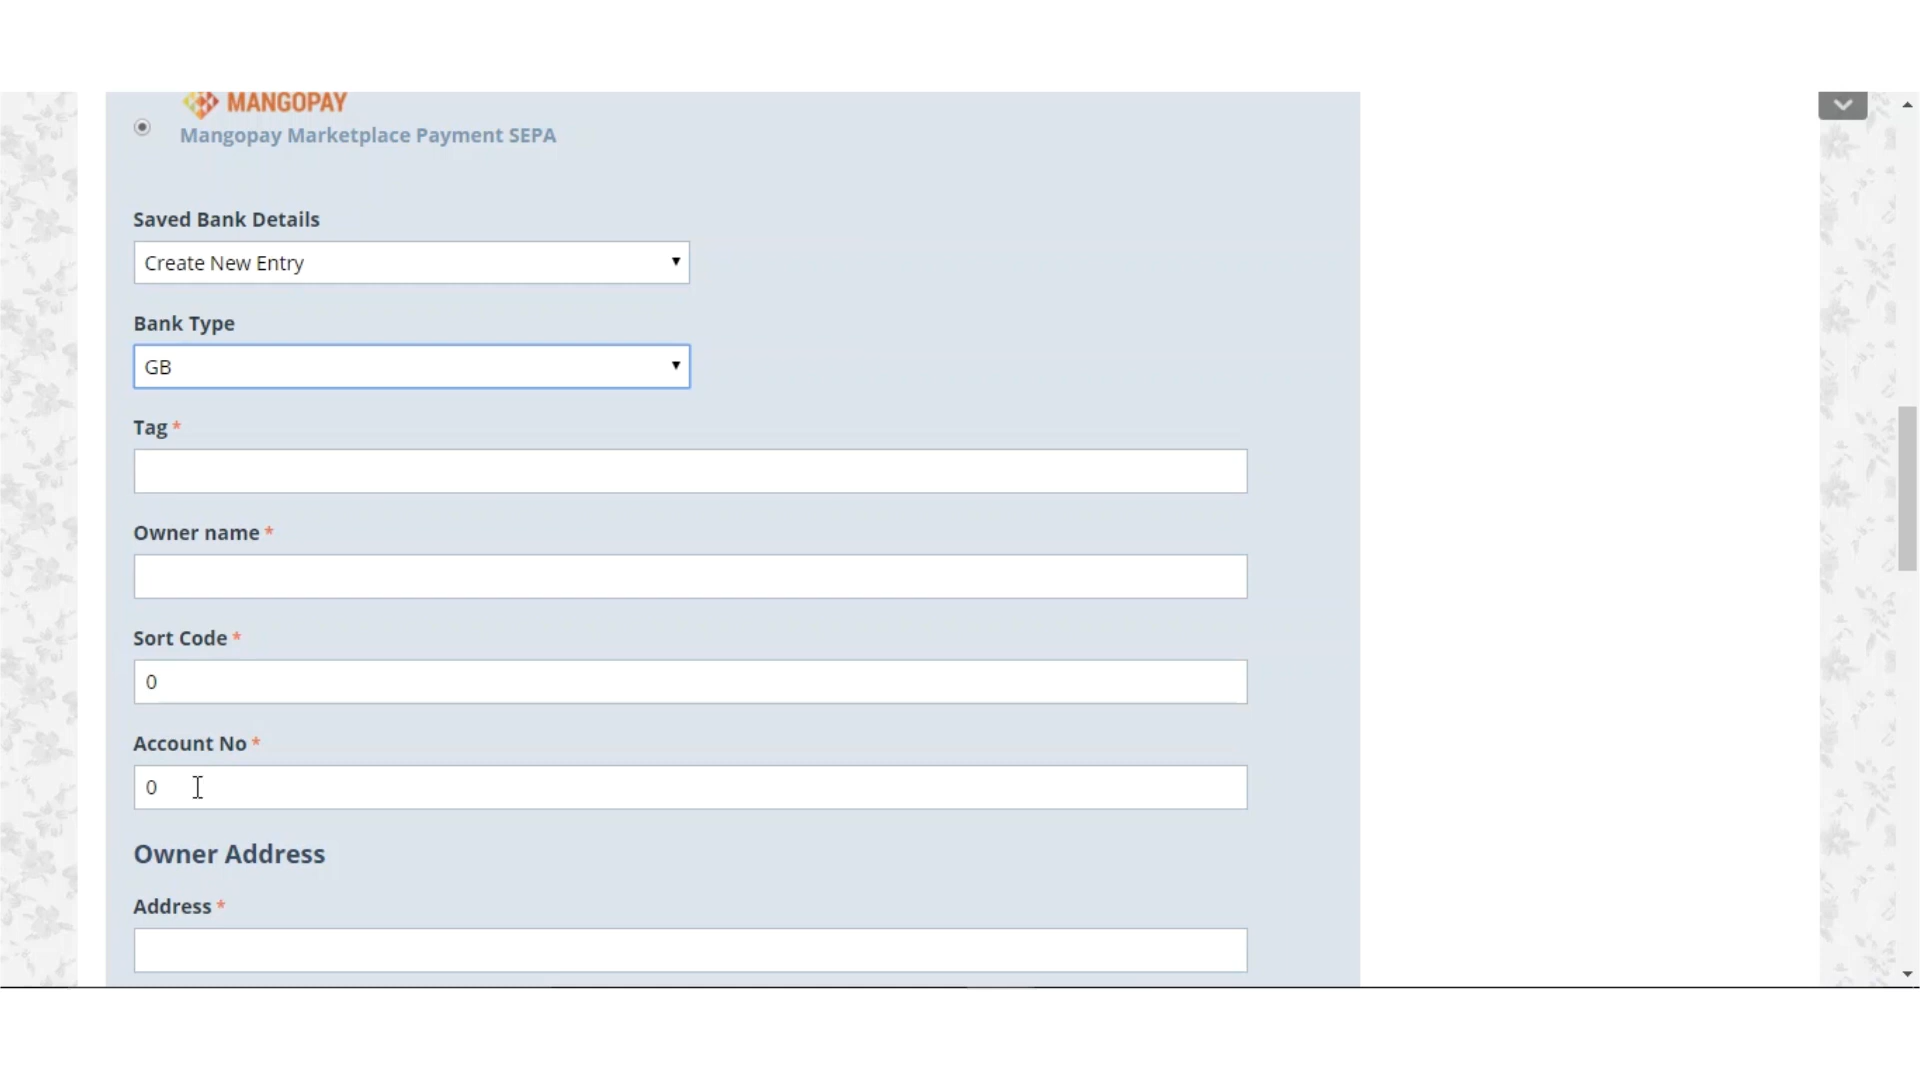 MANGOPAY
Mangopay Marketplace Payment SEPA
Saved Bank Details
Create New Entry
Bank Type
GB
Tag *
Owner name *
Sort Code *
0
Account No *
0
Owner Address
Address *